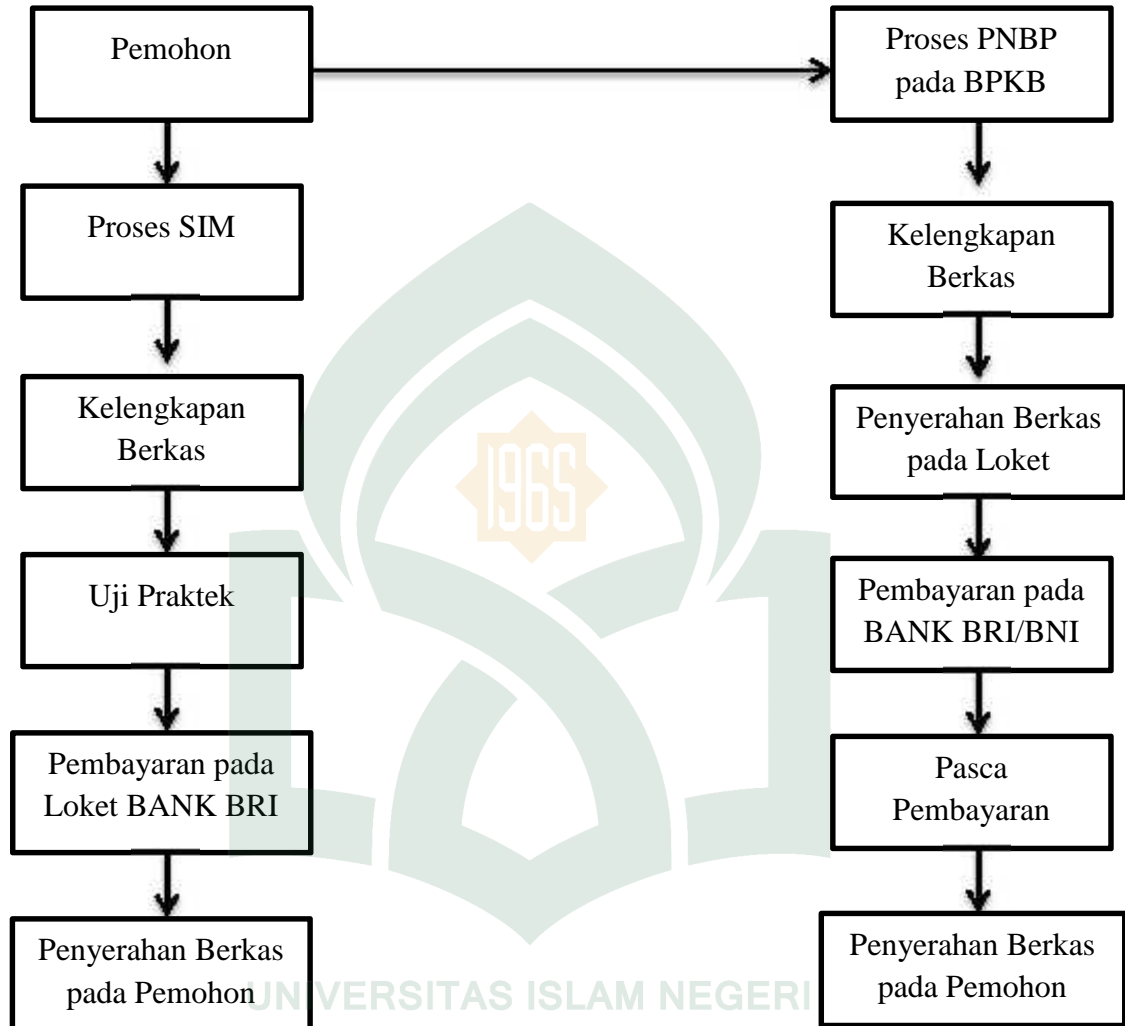 Pemohon
Proses SIM
Kelengkapan
Berkas
Uji Praktek
Pembayaran pada
Loket BANK BRI
Penyerahan Berkas
pada Pemohon
Proses PNBP
pada BPKB
Kelengkapan
Berkas
Penyerahan Berkas
pada Loket
Pembayaran pada
BANK BRI/BNI
Pasca
Pembayaran
Penyerahan Berkas
pada Pemohon
1965
UNIVERSITAS ISLAM NEGERI